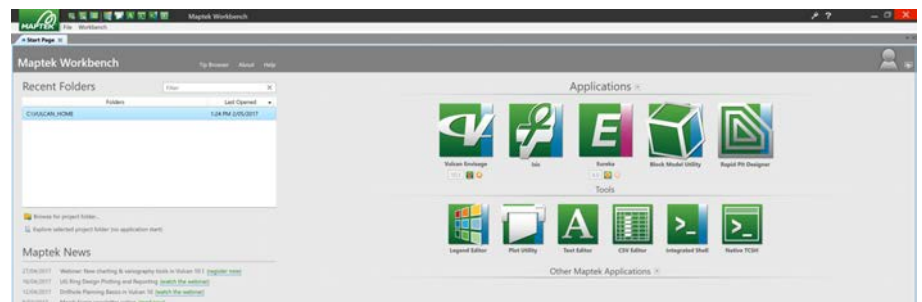 Maptek Workbench
MAPTEK File Workbench
Start Page
Maptek Workbench
Tip Browser About Help
Recent Folders
Filter
Folders Last Opened
C:\VULCAN_HOME 1:24 PM 2/05/2017
Browse for project folder...
Explore selected project folder (no application start)
Maptek News
27/04/2017 Webinar: New charting & variography tools in Vulcan 10.1 (register now)
16/04/2017 UG Ring Design Plotting and Reporting (watch the webinar)
12/04/2017 Drillhole Planning Basics in Vulcan 10 (watch the webinar)
Applications
Vulcan Envisage
Isis
Eureka
Block Model Utility
Rapid Pit Designer
Tools
Legend Editor
Plot Utility
Text Editor
CSV Editor
Integrated Shell
Native TCSH
Other Maptek Applications